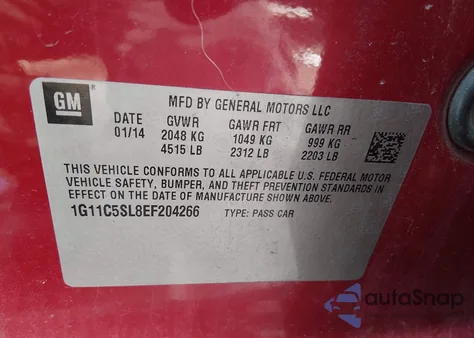 GM
MFD BY GENERAL MOTORS LLC
DATE GVWR GAWR FRT GAWR RR
01/14 2048 KG 1049 KG 999 KG
4515 LB 2312 LB 2203 LB
THIS VEHICLE CONFORMS TO ALL APPLICABLE U.S. FEDERAL MOTOR
VEHICLE SAFETY, BUMPER, AND THEFT PREVENTION STANDARDS IN
EFFECT ON THE DATE OF MANUFACTURE SHOWN ABOVE.
1G11C5SL8EF204266 TYPE: PASS CAR
autoSnap